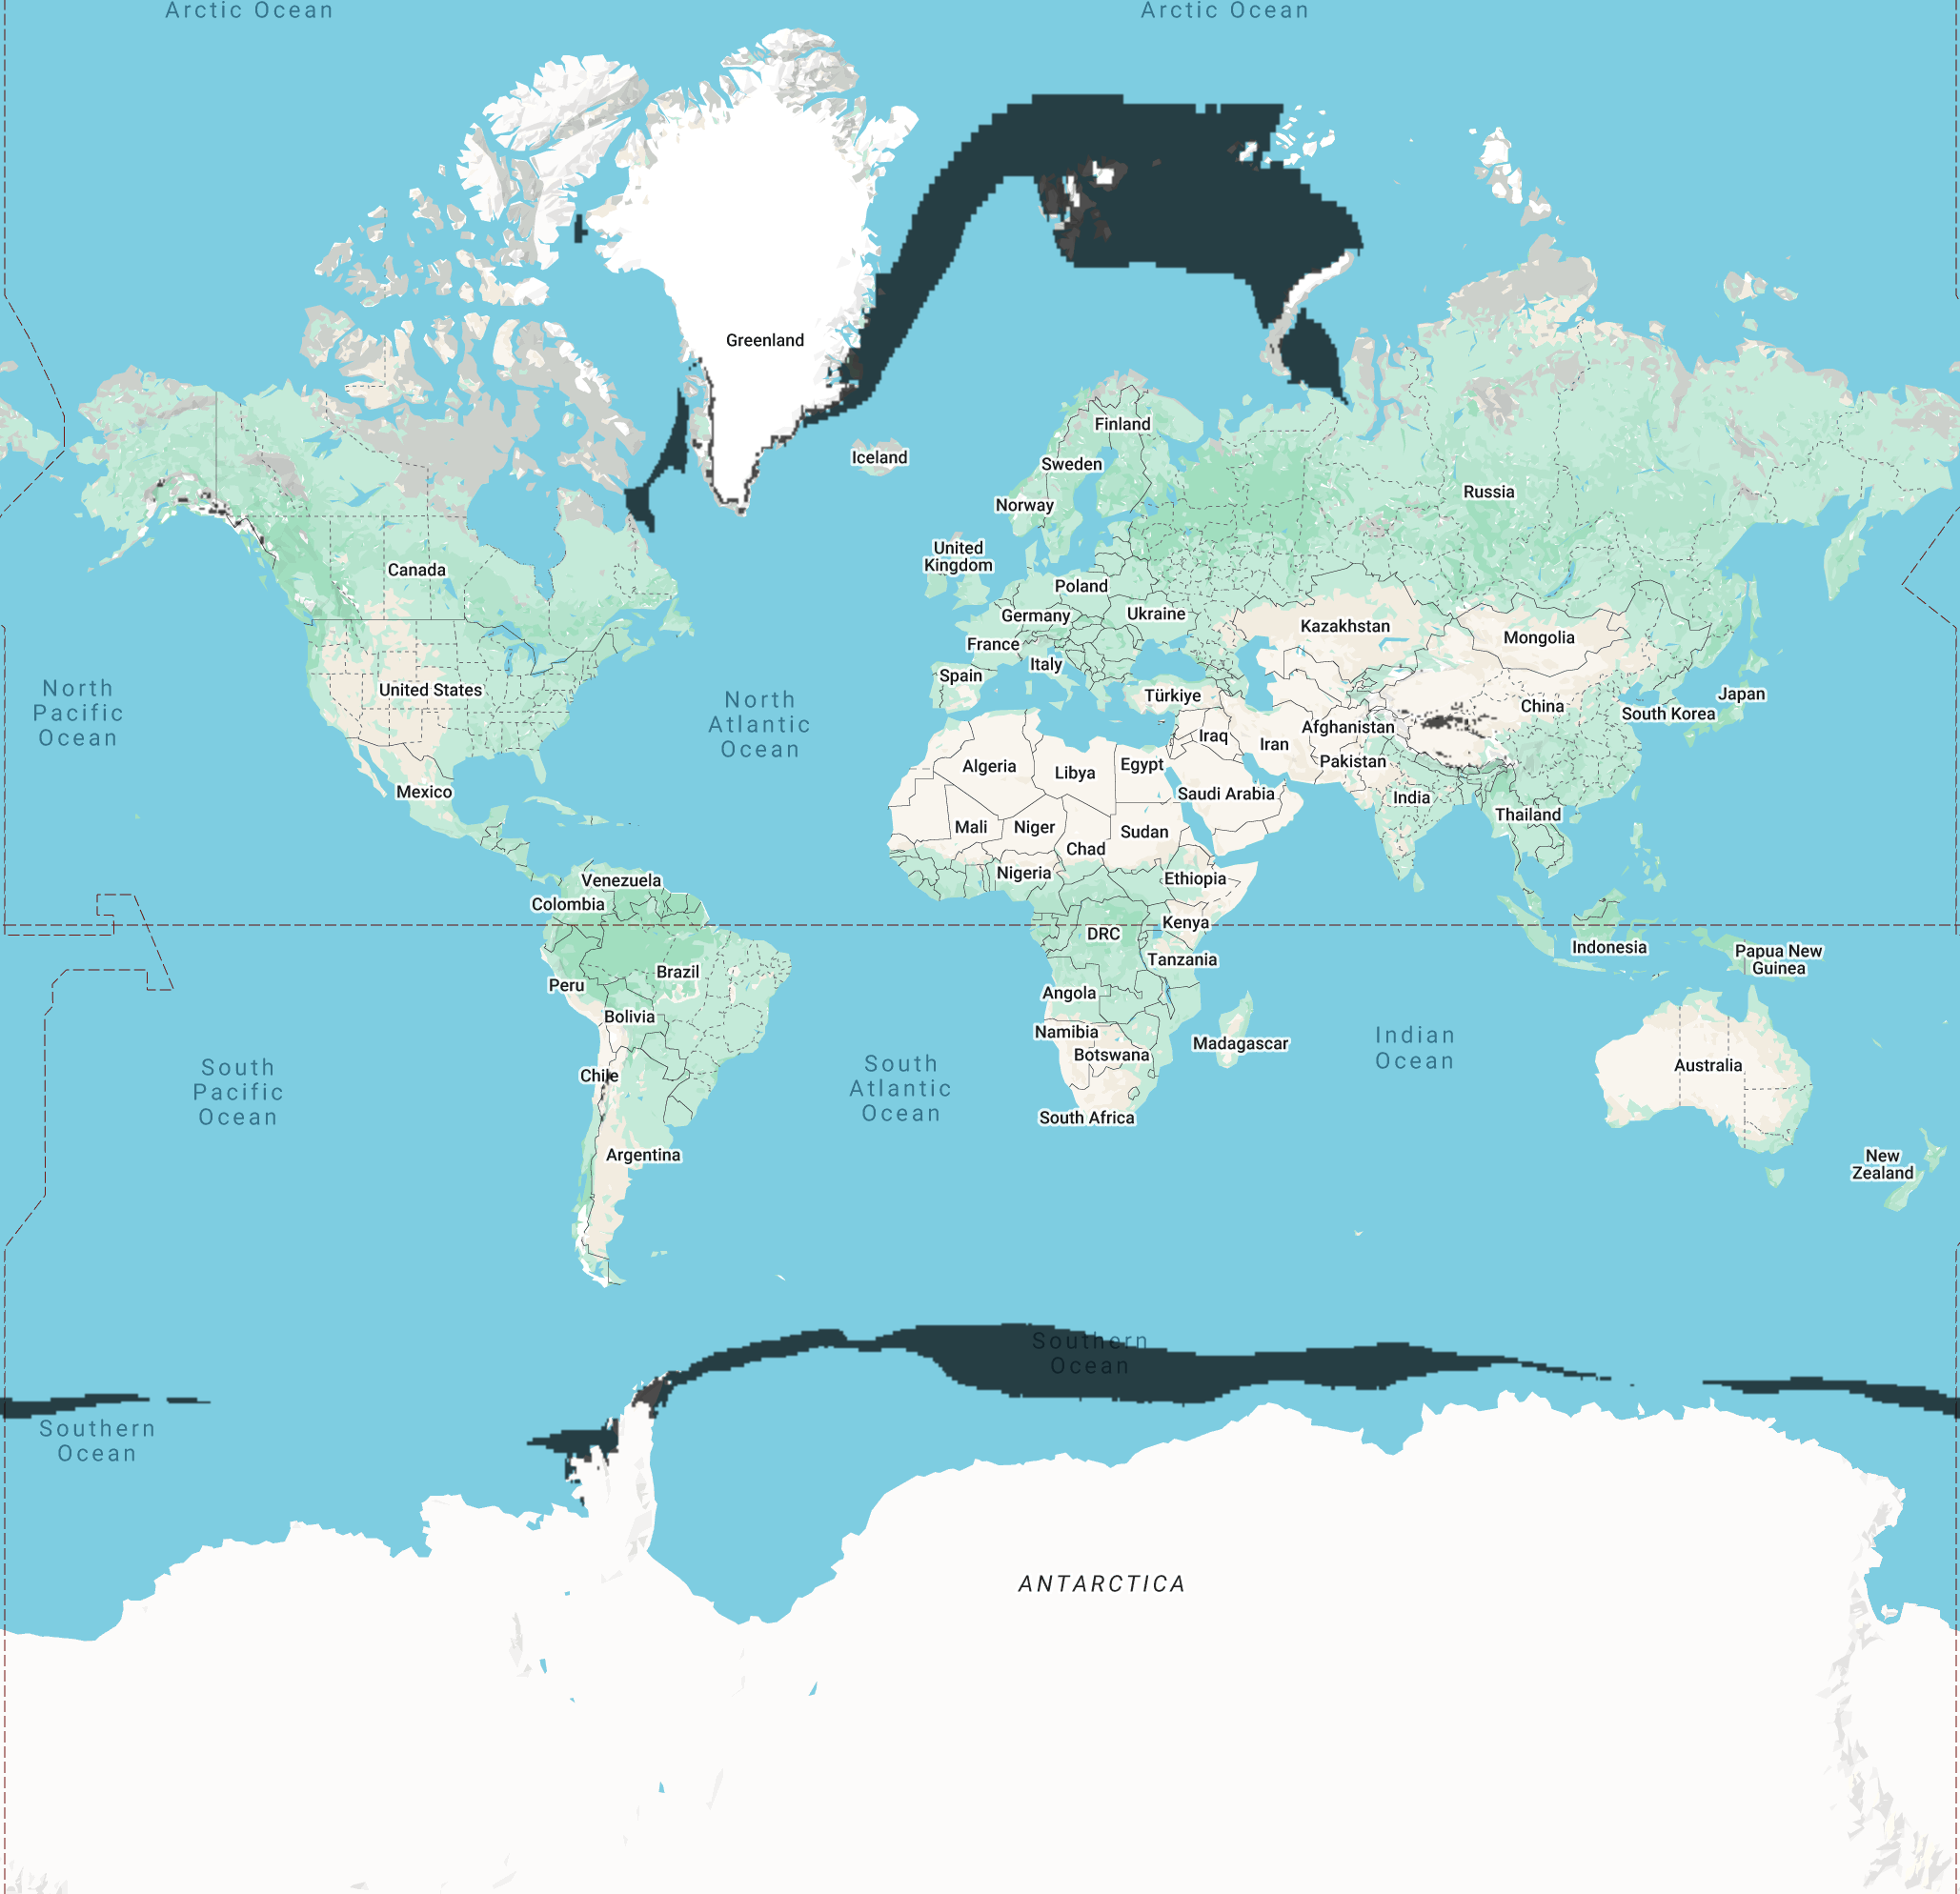 Arctic Ocean
Arctic Ocean
Greenland
Finland
Iceland
Sweden
Russia
Norway
United
Kingdom
Canada
Poland
Germany
Ukraine
Kazakhstan
Mongolia
France
Italy
Spain
United States
Türkiye
Japan
North
Pacific
Ocean
North
Atlantic
Ocean
China
South Korea
Afghanistan
Iraq
Iran
Algeria
Libya
Egypt
Pakistan
Mexico
Saudi Arabia
India
Thailand
Mali
Niger
Sudan
Chad
Nigeria
Ethiopia
Venezuela
Colombia
Kenya
DRC
Indonesia
Papua New
Guinea
Tanzania
Brazil
Peru
Angola
Bolivia
Namibia
Botswana
Madagascar
Indian
Ocean
Australia
Chile
South
Pacific
Ocean
South
Atlantic
Ocean
South Africa
Argentina
New
Zealand
Southern
Ocean
Southern
Ocean
ANTARCTICA